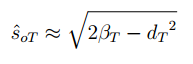 ŝ_{oT} ≈ √(2β_T − d_T²)